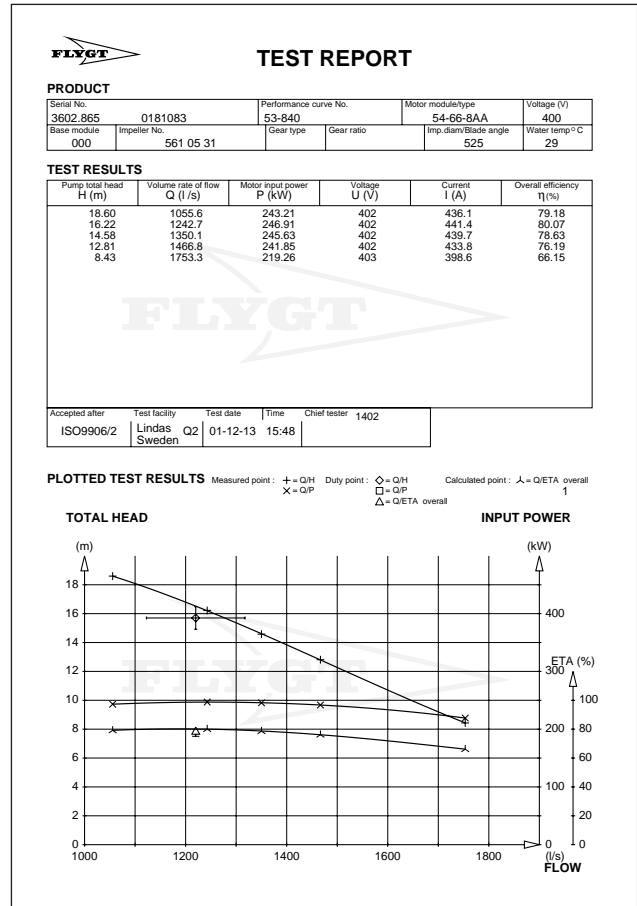 FLYGT
TEST REPORT
PRODUCT
Serial No. Performance curve No. Motor module/type Voltage (V)
3602.865 0181083 53-840 54-66-8AA 400
Base module Impeller No. Gear type Gear ratio Imp.diam/Blade angle Water temp º C
000 561 05 31 525 29
TEST RESULTS
Pump total head Volume rate of flow Motor input power Voltage Current Overall efficiency
H (m) Q (l /s) P (kW) U (V) I (A) η(%)
18.60 1055.6 243.21 402 436.1 79.18
16.22 1242.7 246.91 402 441.4 80.07
14.58 1350.1 245.63 402 439.7 78.63
12.81 1466.8 241.85 402 433.8 76.19
8.43 1753.3 219.26 403 398.6 66.15
FLYGT
Accepted after Test facility Test date Time Chief tester 1402
ISO9906/2 Lindas Q2 01-12-13 15:48
Sweden
PLOTTED TEST RESULTS Measured point : + = Q/H Duty point : ◇ = Q/H Calculated point : ⅄ = Q/ETA overall
× = Q/P □ = Q/P 1
△ = Q/ETA overall
TOTAL HEAD INPUT POWER
(m) (kW)
18
16 400
14
12 300
ETA (%)
10 100
8 200 80
6 60
4 100 40
2 20
0 0 0
1000 1200 1400 1600 1800 (l/s)
FLOW
FLYGT